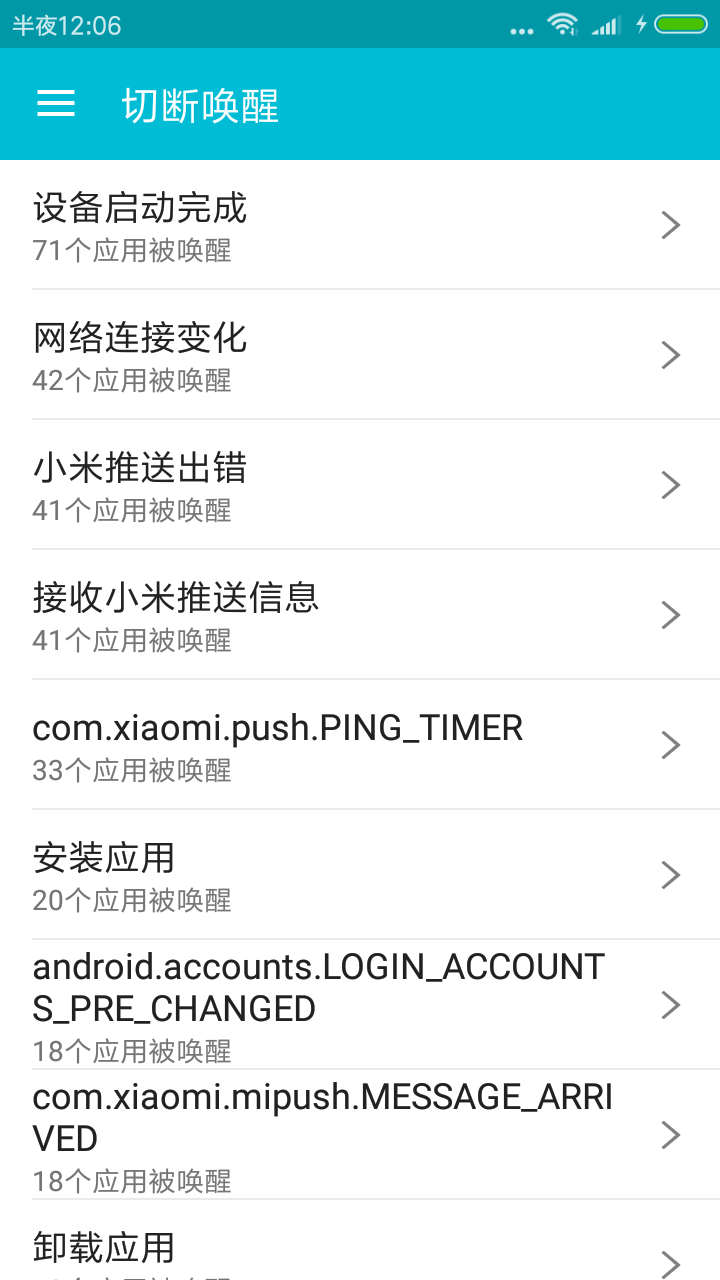 半夜12:06
切断唤醒
设备启动完成
71个应用被唤醒
网络连接变化
42个应用被唤醒
小米推送出错
41个应用被唤醒
接收小米推送信息
41个应用被唤醒
com.xiaomi.push.PING_TIMER
33个应用被唤醒
安装应用
20个应用被唤醒
android.accounts.LOGIN_ACCOUNT
S_PRE_CHANGED
18个应用被唤醒
com.xiaomi.mipush.MESSAGE_ARRI
VED
18个应用被唤醒
卸载应用